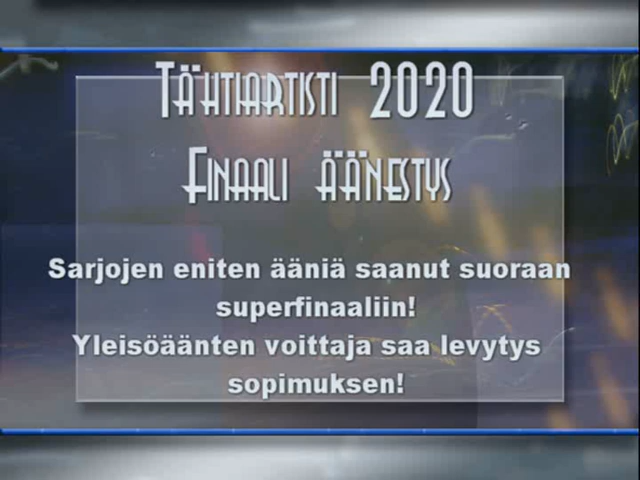 Tähtiartisti 2020
Finaali äänestys
Sarjojen eniten ääniä saanut suoraan
superfinaaliin!
Yleisöäänten voittaja saa levytys
sopimuksen!